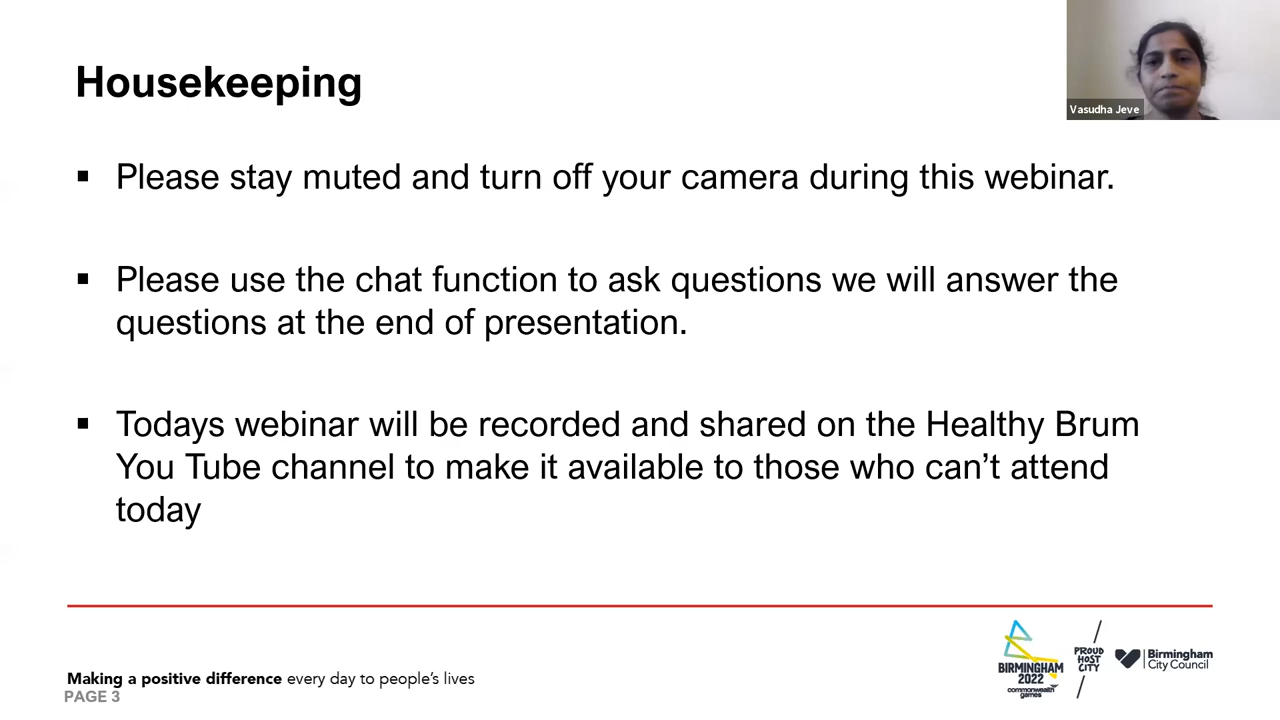 Housekeeping
Vasudha Jeve
▪ Please stay muted and turn off your camera during this webinar.
▪ Please use the chat function to ask questions we will answer the
questions at the end of presentation.
▪ Todays webinar will be recorded and shared on the Healthy Brum
You Tube channel to make it available to those who can’t attend
today
Making a positive difference every day to people’s lives
PAGE 3
BIRMINGHAM
2022
commonwealth
games
PROUD
HOST
CITY
Birmingham
City Council